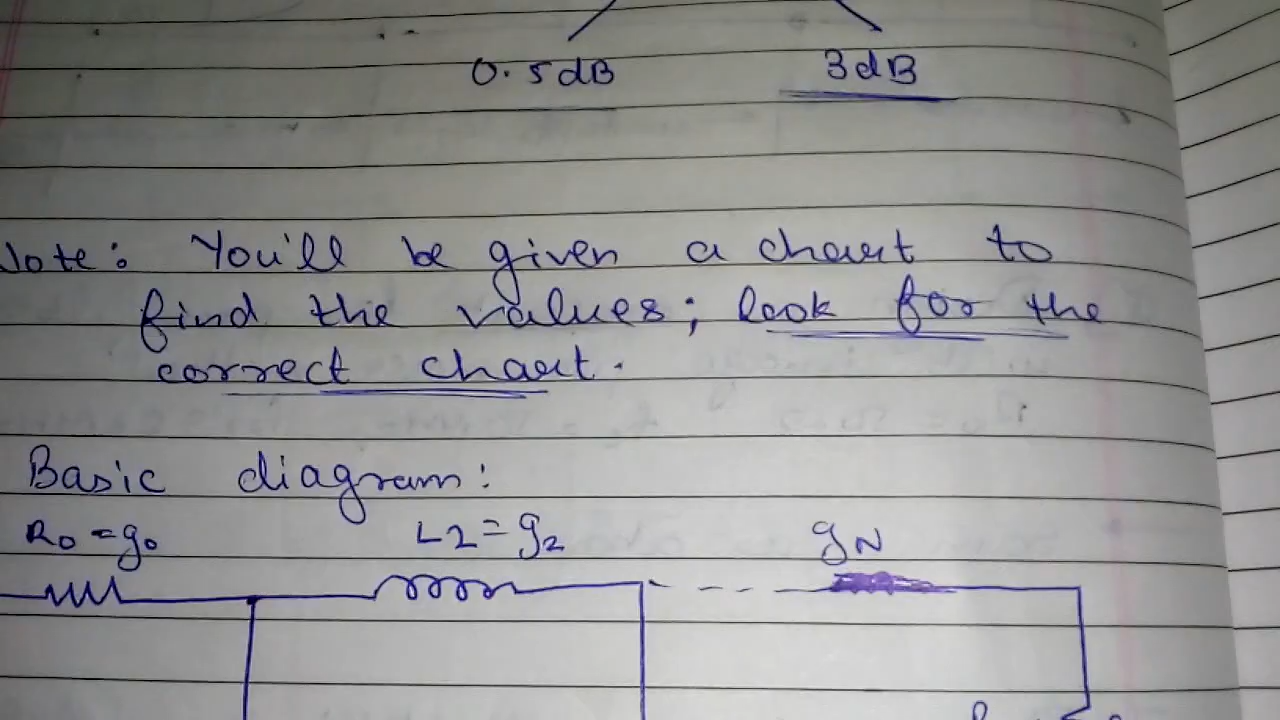 0.5dB 3dB
Note: You'll be given a chart to
find the values; look for the
correct chart.
Basic diagram:
R0=g0 L2=g2 gN